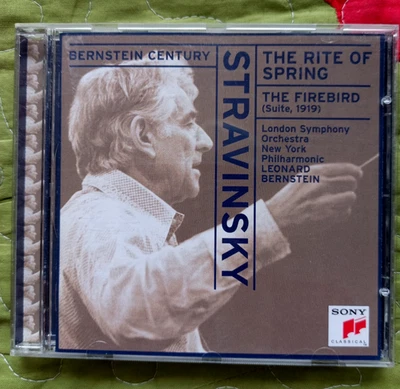 BERNSTEIN CENTURY
STRAVINSKY
THE RITE OF
SPRING
THE FIREBIRD
(Suite, 1919)
London Symphony
Orchestra
New York
Philharmonic
LEONARD
BERNSTEIN
SONY
CLASSICAL